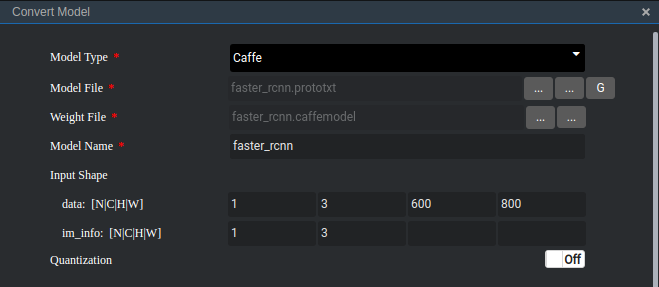 Convert Model ×
Model Type * Caffe
Model File * faster_rcnn.prototxt ... ... G
Weight File * faster_rcnn.caffemodel ... ...
Model Name * faster_rcnn
Input Shape
data: [N|C|H|W] 1 3 600 800
im_info: [N|C|H|W] 1 3
Quantization Off